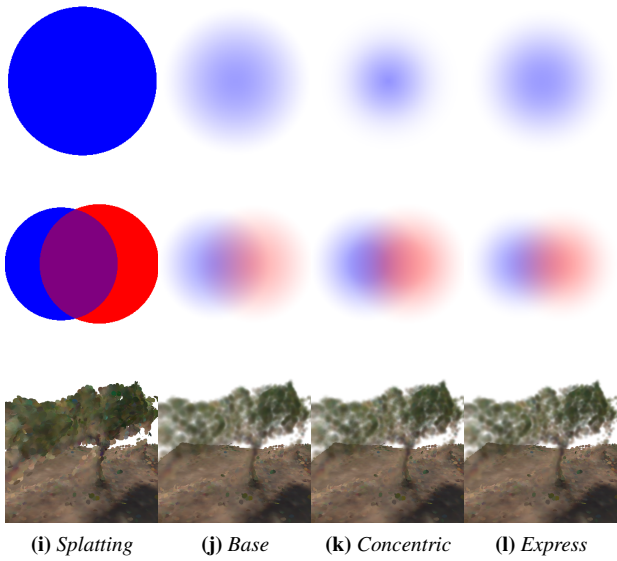 (i) Splatting (j) Base (k) Concentric (l) Express